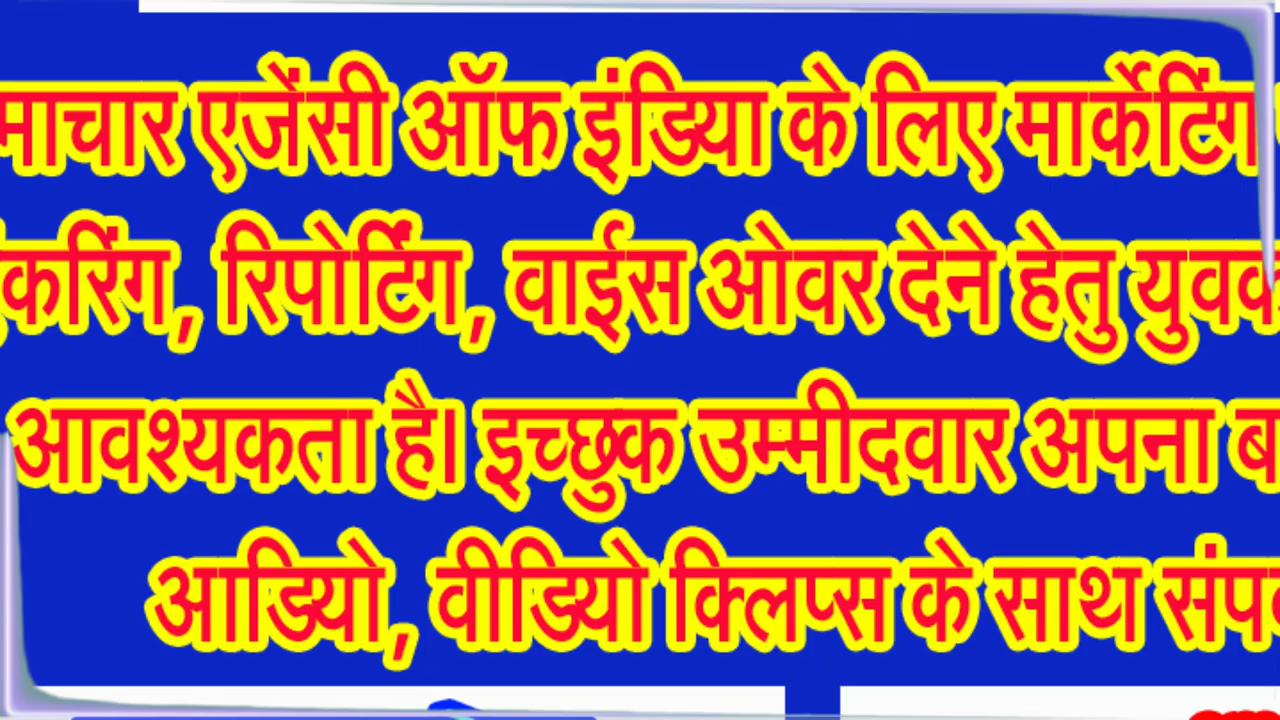 माचार एजेंसी ऑफ इंडिया के लिए मार्केटिंग
करिंग, रिपोर्टिंग, वाईस ओवर देने हेतु युवक
आवश्यकता है। इच्छुक उम्मीदवार अपना ब
आडियो, वीडियो क्लिप्स के साथ संप